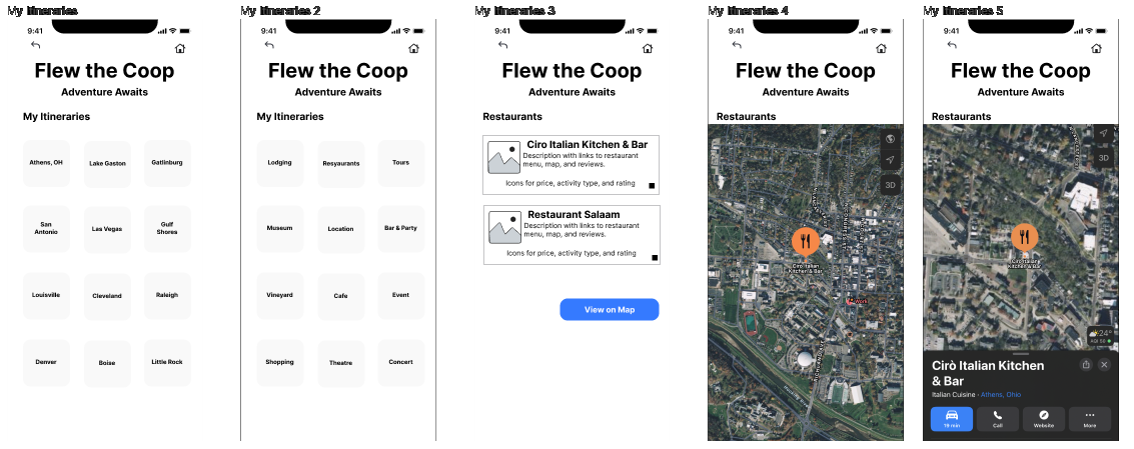 My Itineraries
9:41
Flew the Coop
Adventure Awaits
My Itineraries
Athens, OH
Lake Gaston
Gatlinburg
San
Antonio
Las Vegas
Gulf
Shores
Louisville
Cleveland
Raleigh
Denver
Boise
Little Rock
My Itineraries 2
9:41
Flew the Coop
Adventure Awaits
My Itineraries
Lodging
Resyaurants
Tours
Museum
Location
Bar & Party
Vineyard
Cafe
Event
Shopping
Theatre
Concert
My Itineraries 3
9:41
Flew the Coop
Adventure Awaits
Restaurants
Ciro Italian Kitchen & Bar
Description with links to restaurant
menu, map, and reviews.
Icons for price, activity type, and rating
Restaurant Salaam
Description with links to restaurant
menu, map, and reviews.
Icons for price, activity type, and rating
View on Map
My Itineraries 4
9:41
Flew the Coop
Adventure Awaits
Restaurants
3D
Cirò Italian
Kitchen & Bar
Work
My Itineraries 5
9:41
Flew the Coop
Adventure Awaits
Restaurants
3D
Cirò Italian
Kitchen & Bar
24°
Cirò Italian Kitchen
& Bar
Italian Cuisine · Athens, Ohio
Call
Website
More